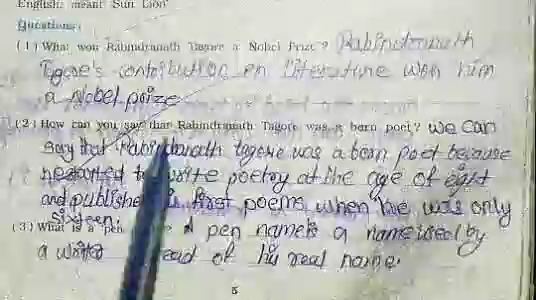 English: meant 'Sun Lion'
Questions:
(1) What won Rabindranath Tagore a Nobel Prize? Rabindranath
Tagore's contribution en literature won him
a Nobel prize
(2) How can you say that Rabindranath Tagore was a born poet? we can
say that Rabindranath tagore was a born poet because
he started to write poetry at the age of eight
and published first poems when he was only
sixteen.
(3) What is a pen A pen name is a name used by
a writer ead of his real name.
5